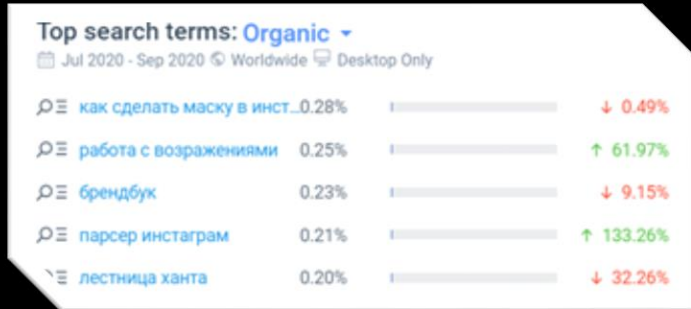 Top search terms: Organic
Jul 2020 - Sep 2020 Worldwide Desktop Only
как сделать маску в инст... 0.28% ↓ 0.49%
работа с возражениями 0.25% ↑ 61.97%
брендбук 0.23% ↓ 9.15%
парсер инстаграм 0.21% ↑ 133.26%
лестница ханта 0.20% ↓ 32.26%